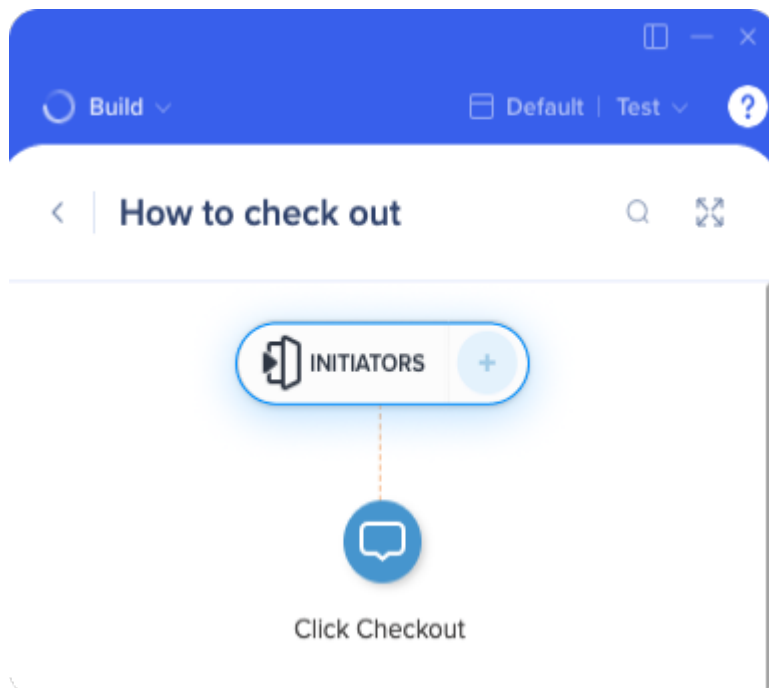 Build
Default | Test
?
How to check out
INITIATORS +
Click Checkout